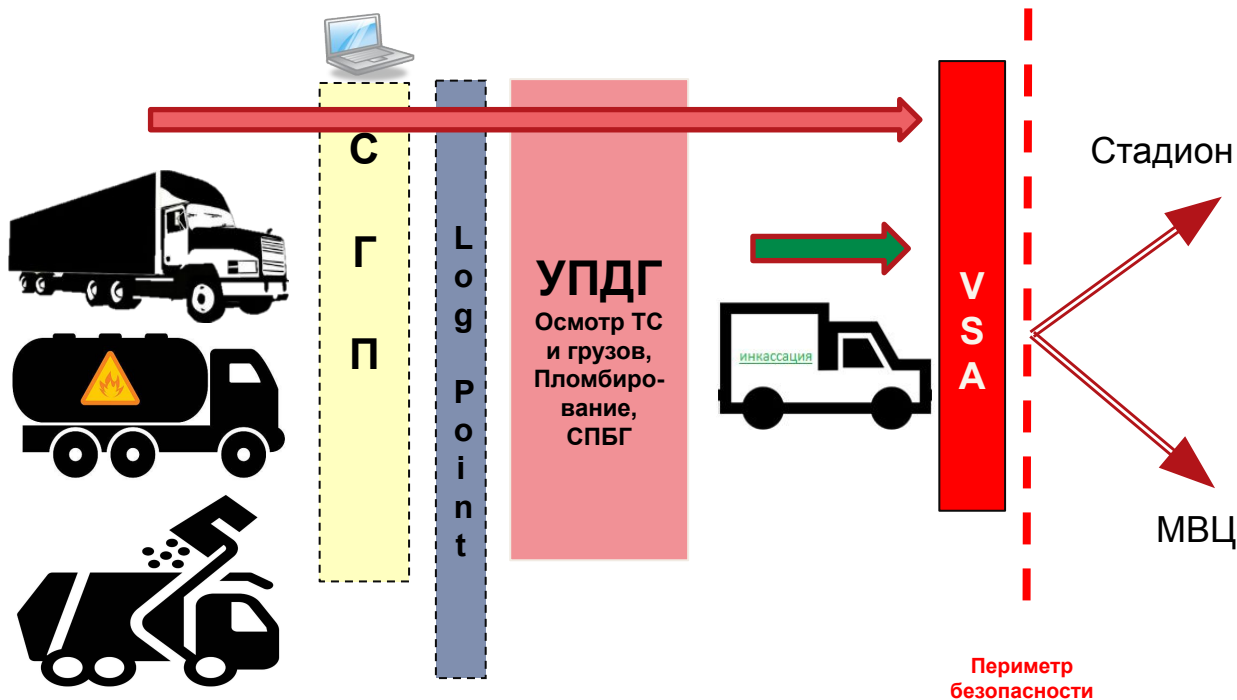 С
Г
П
L
o
g
P
o
i
n
t
УПДГ
Осмотр ТС
и грузов,
Пломбиро-
вание,
СПБГ
инкассация
V
S
A
Стадион
МВЦ
Периметр
безопасности